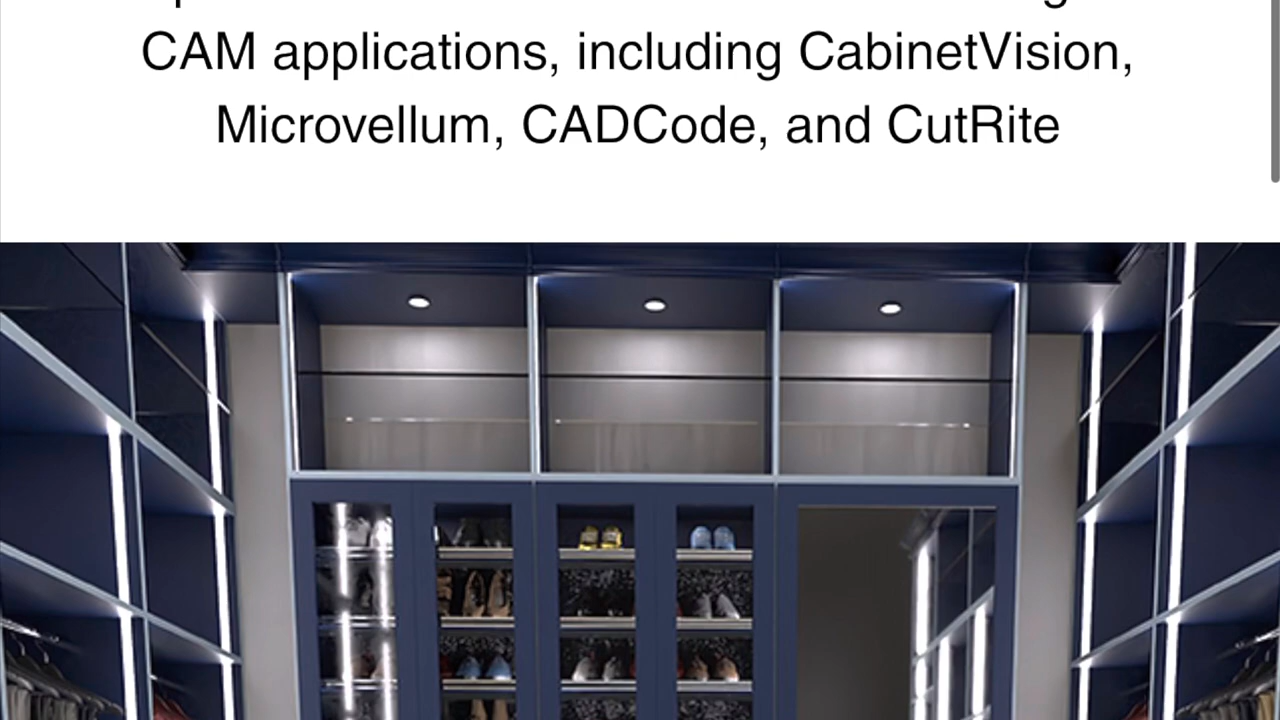 CAM applications, including CabinetVision,
Microvellum, CADCode, and CutRite